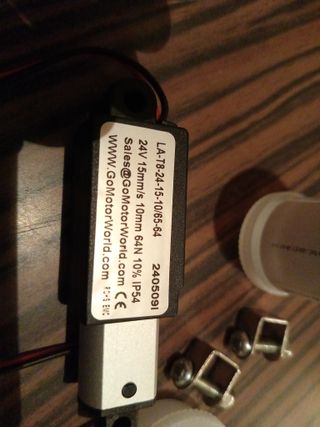 LA-T8-24-15-10/65-64 240509I
24V 15mm/s 10mm 64N 10% IP54
Sales@GoMotorWorld.com CE
WWW.GoMotorWorld.com